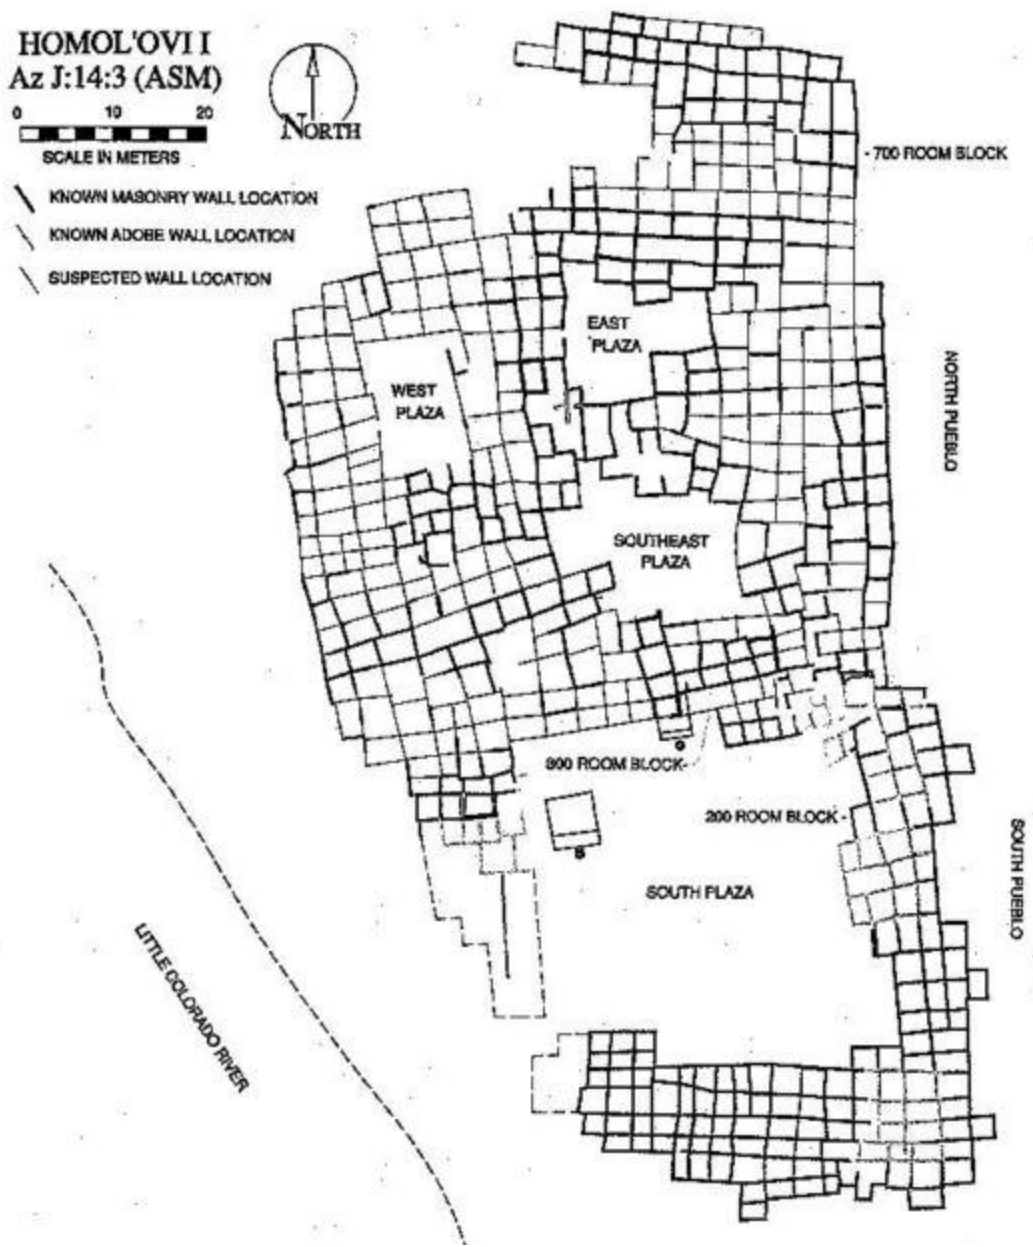 HOMOL'OVI I
Az J:14:3 (ASM)
0 10 20
SCALE IN METERS
NORTH
KNOWN MASONRY WALL LOCATION
KNOWN ADOBE WALL LOCATION
SUSPECTED WALL LOCATION
700 ROOM BLOCK
EAST
PLAZA
WEST
PLAZA
NORTH PUEBLO
SOUTHEAST
PLAZA
300 ROOM BLOCK
200 ROOM BLOCK
SOUTH PLAZA
SOUTH PUEBLO
LITTLE COLORADO RIVER